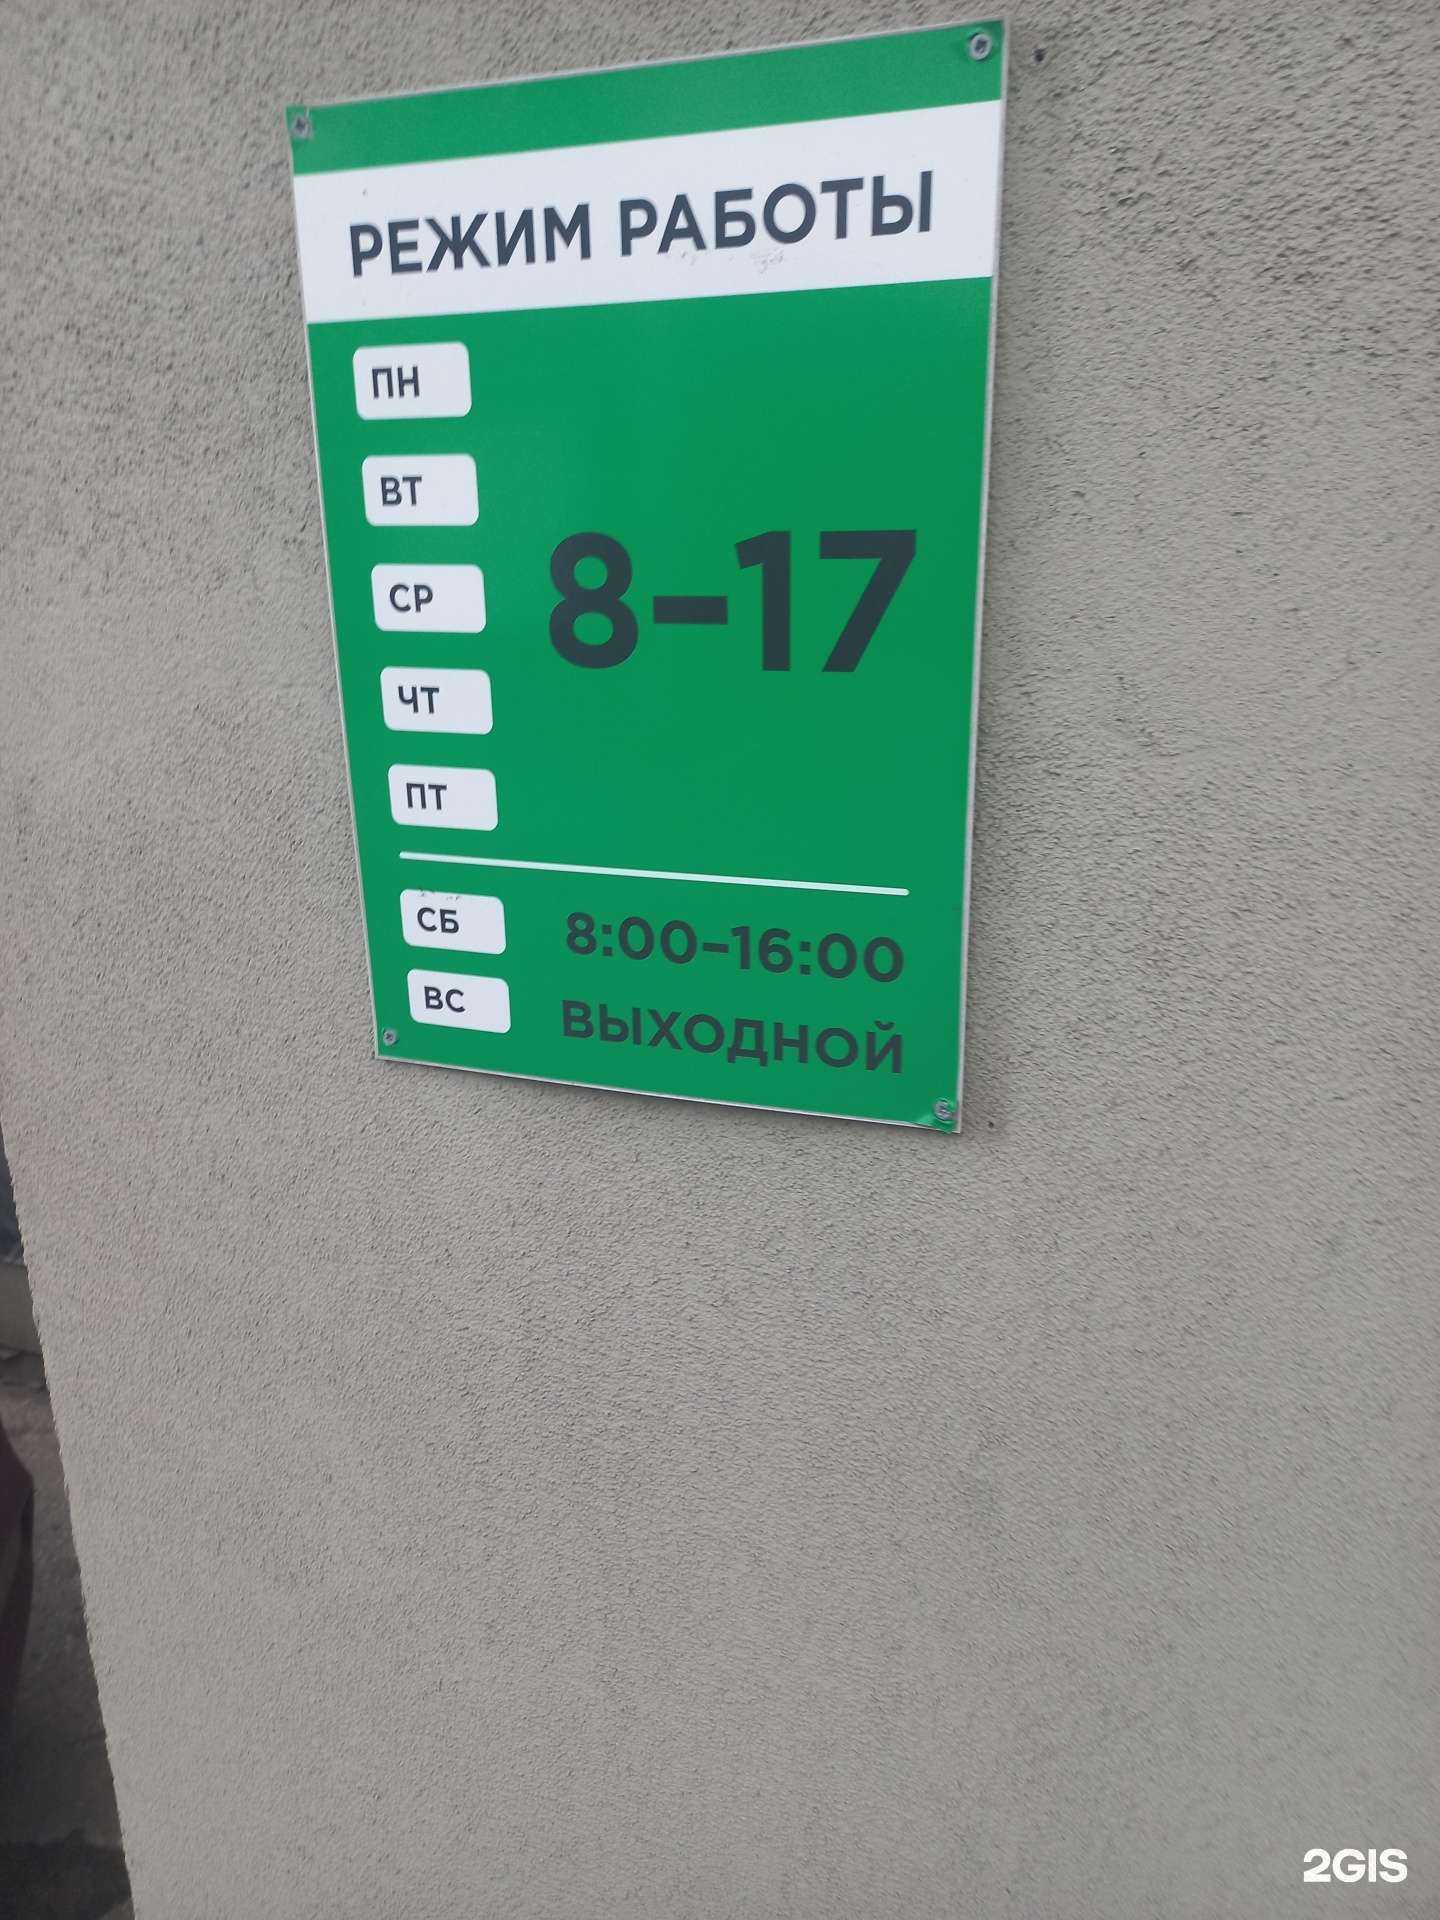 РЕЖИМ РАБОТЫ
ПН
ВТ
СР
ЧТ
ПТ
8-17
СБ 8:00-16:00
ВС ВЫХОДНОЙ
2GIS